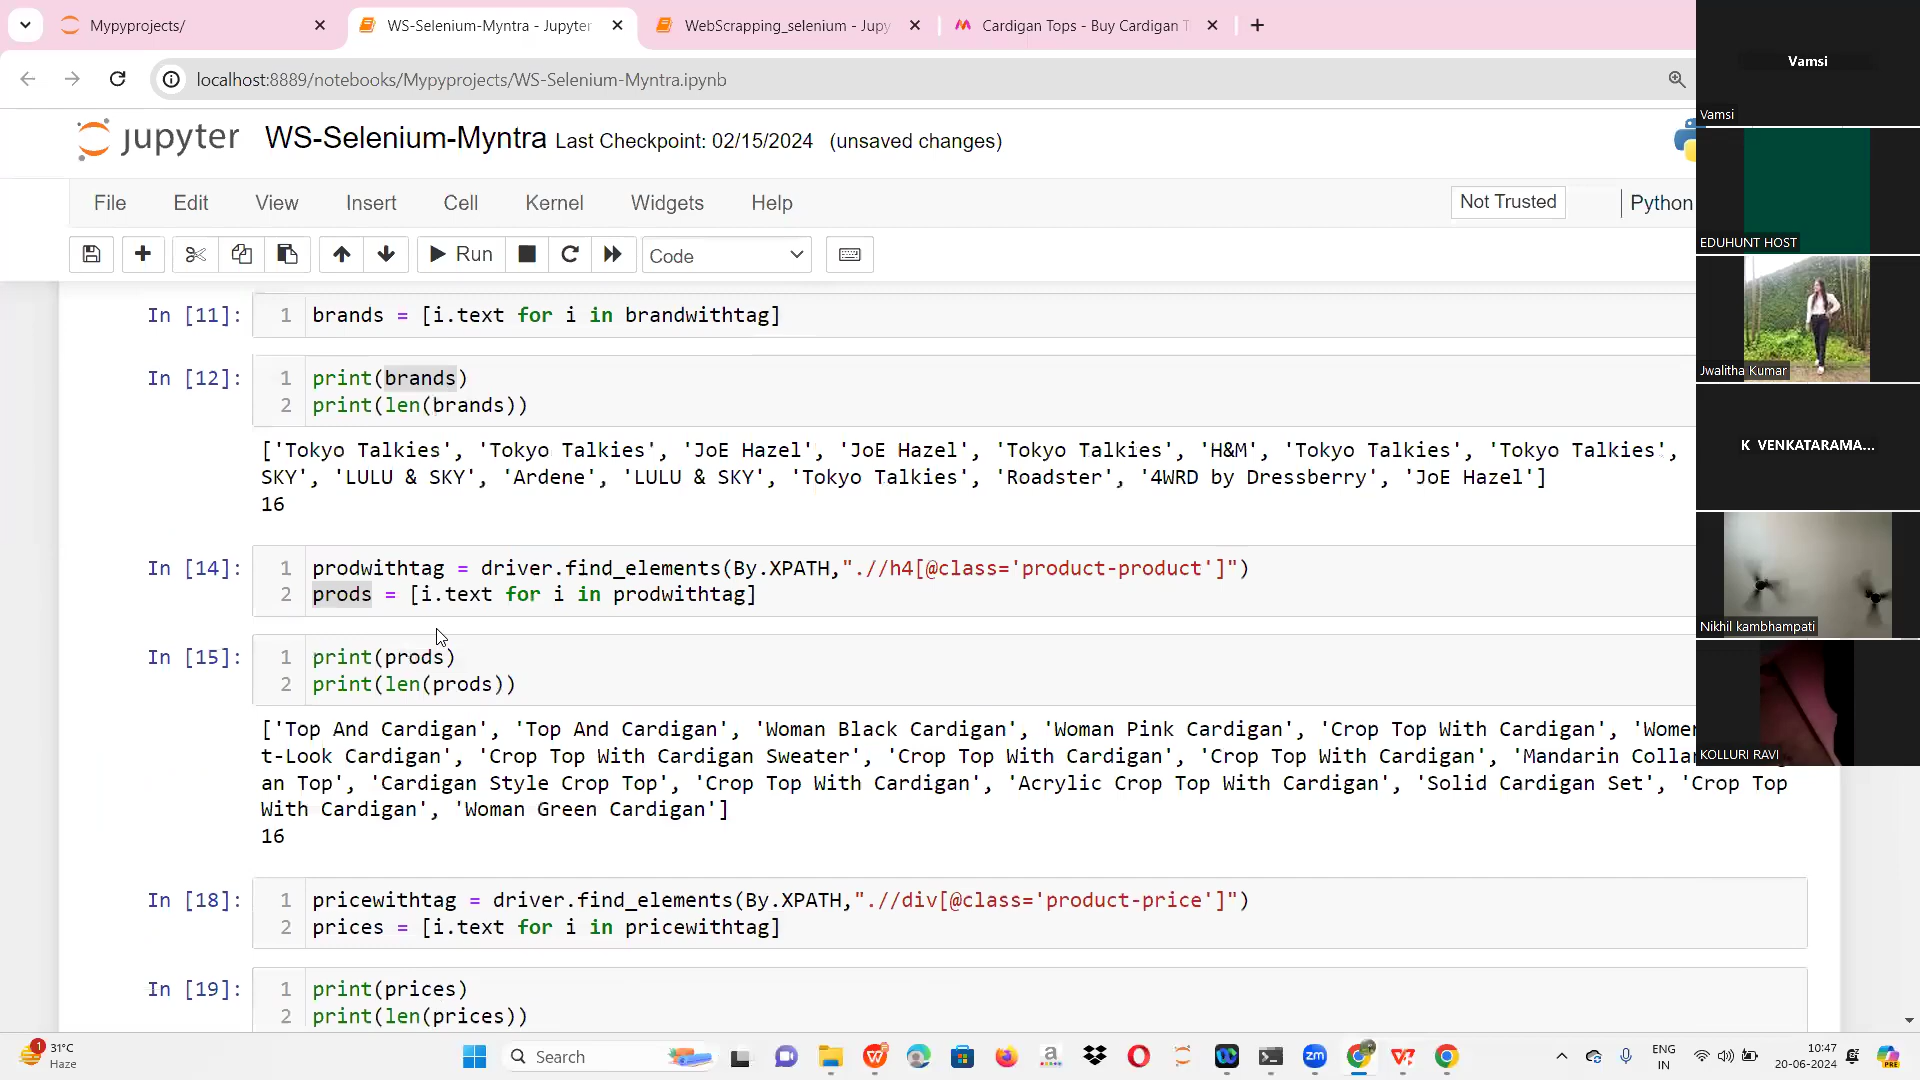 Mypyprojects/
WS-Selenium-Myntra - Jupyter
WebScrapping_selenium - Jupy
Cardigan Tops - Buy Cardigan T
localhost:8889/notebooks/Mypyprojects/WS-Selenium-Myntra.ipynb
jupyter WS-Selenium-Myntra Last Checkpoint: 02/15/2024 (unsaved changes)
File Edit View Insert Cell Kernel Widgets Help Not Trusted Python
Run Code
In [11]: 1 brands = [i.text for i in brandwithtag]
In [12]: 1 print(brands)
2 print(len(brands))
['Tokyo Talkies', 'Tokyo Talkies', 'JoE Hazel', 'JoE Hazel', 'Tokyo Talkies', 'H&M', 'Tokyo Talkies', 'Tokyo Talkies',
SKY', 'LULU & SKY', 'Ardene', 'LULU & SKY', 'Tokyo Talkies', 'Roadster', '4WRD by Dressberry', 'JoE Hazel']
16
In [14]: 1 prodwithtag = driver.find_elements(By.XPATH,".//h4[@class='product-product']")
2 prods = [i.text for i in prodwithtag]
In [15]: 1 print(prods)
2 print(len(prods))
['Top And Cardigan', 'Top And Cardigan', 'Woman Black Cardigan', 'Woman Pink Cardigan', 'Crop Top With Cardigan', 'Women
t-Look Cardigan', 'Crop Top With Cardigan Sweater', 'Crop Top With Cardigan', 'Crop Top With Cardigan', 'Mandarin Colla
an Top', 'Cardigan Style Crop Top', 'Crop Top With Cardigan', 'Acrylic Crop Top With Cardigan', 'Solid Cardigan Set', 'Crop Top
With Cardigan', 'Woman Green Cardigan']
16
In [18]: 1 pricewithtag = driver.find_elements(By.XPATH,".//div[@class='product-price']")
2 prices = [i.text for i in pricewithtag]
In [19]: 1 print(prices)
2 print(len(prices))
Vamsi
Vamsi
EDUHUNT HOST
Jwalitha Kumar
K VENKATARAMA...
Nikhil kambhampati
KOLLURI RAVI
1
31°C
Haze
Search
zm
ENG
IN
10:47
20-06-2024
PRE